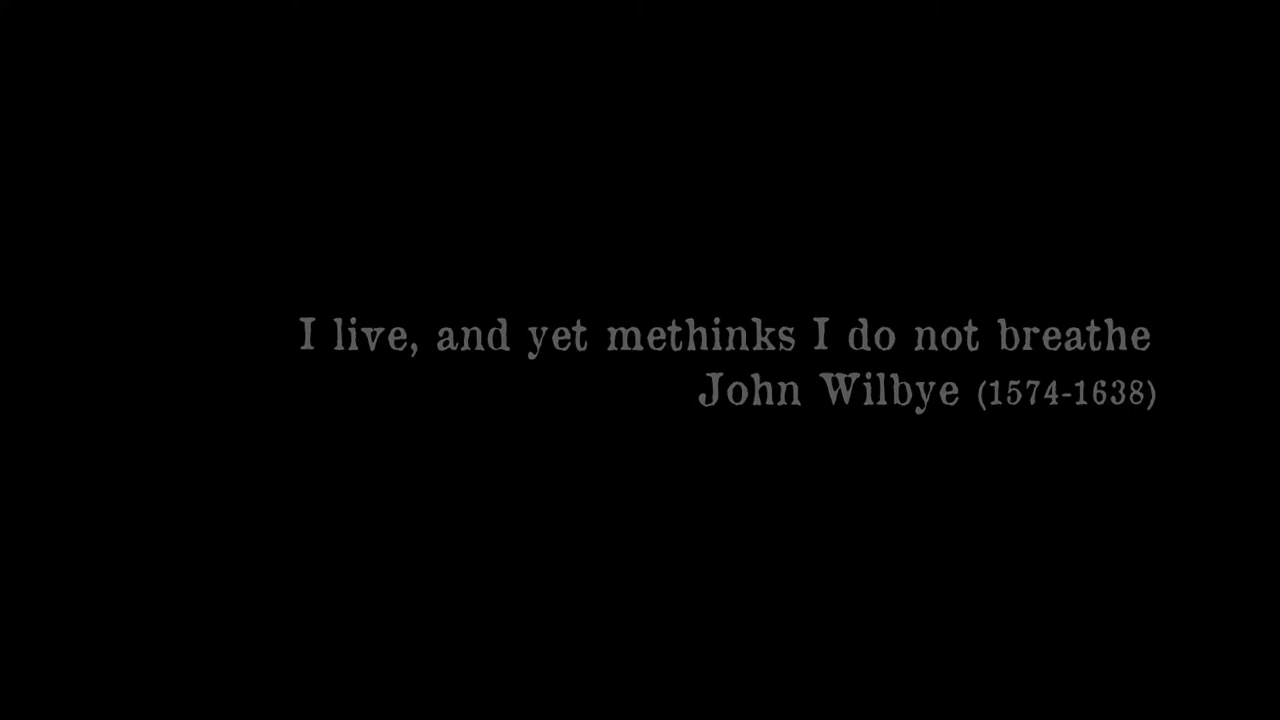 I live, and yet methinks I do not breathe
John Wilbye (1574-1638)